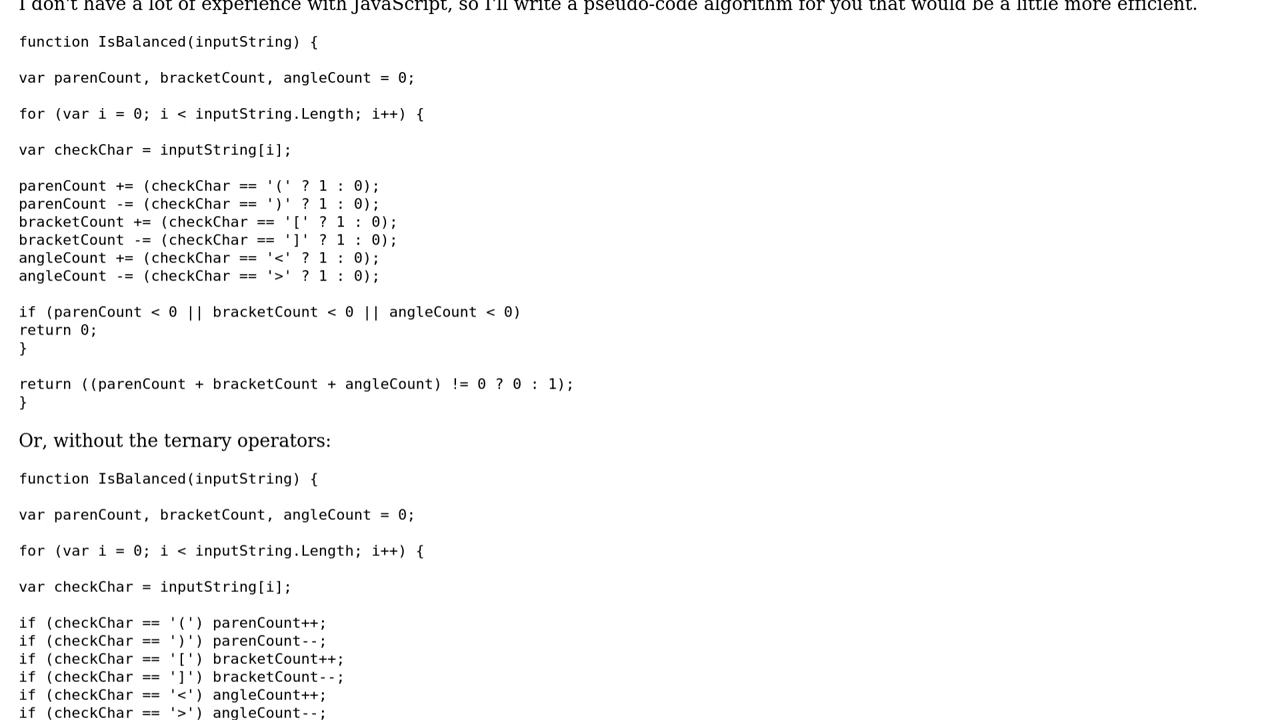 I don't have a lot of experience with JavaScript, so I'll write a pseudo-code algorithm for you that would be a little more efficient.
function IsBalanced(inputString) {
var parenCount, bracketCount, angleCount = 0;
for (var i = 0; i < inputString.Length; i++) {
var checkChar = inputString[i];
parenCount += (checkChar == '(' ? 1 : 0);
parenCount -= (checkChar == ')' ? 1 : 0);
bracketCount += (checkChar == '[' ? 1 : 0);
bracketCount -= (checkChar == ']' ? 1 : 0);
angleCount += (checkChar == '<' ? 1 : 0);
angleCount -= (checkChar == '>' ? 1 : 0);
if (parenCount < 0 || bracketCount < 0 || angleCount < 0)
return 0;
}
return ((parenCount + bracketCount + angleCount) != 0 ? 0 : 1);
}
Or, without the ternary operators:
function IsBalanced(inputString) {
var parenCount, bracketCount, angleCount = 0;
for (var i = 0; i < inputString.Length; i++) {
var checkChar = inputString[i];
if (checkChar == '(') parenCount++;
if (checkChar == ')') parenCount--;
if (checkChar == '[') bracketCount++;
if (checkChar == ']') bracketCount--;
if (checkChar == '<') angleCount++;
if (checkChar == '>') angleCount--;